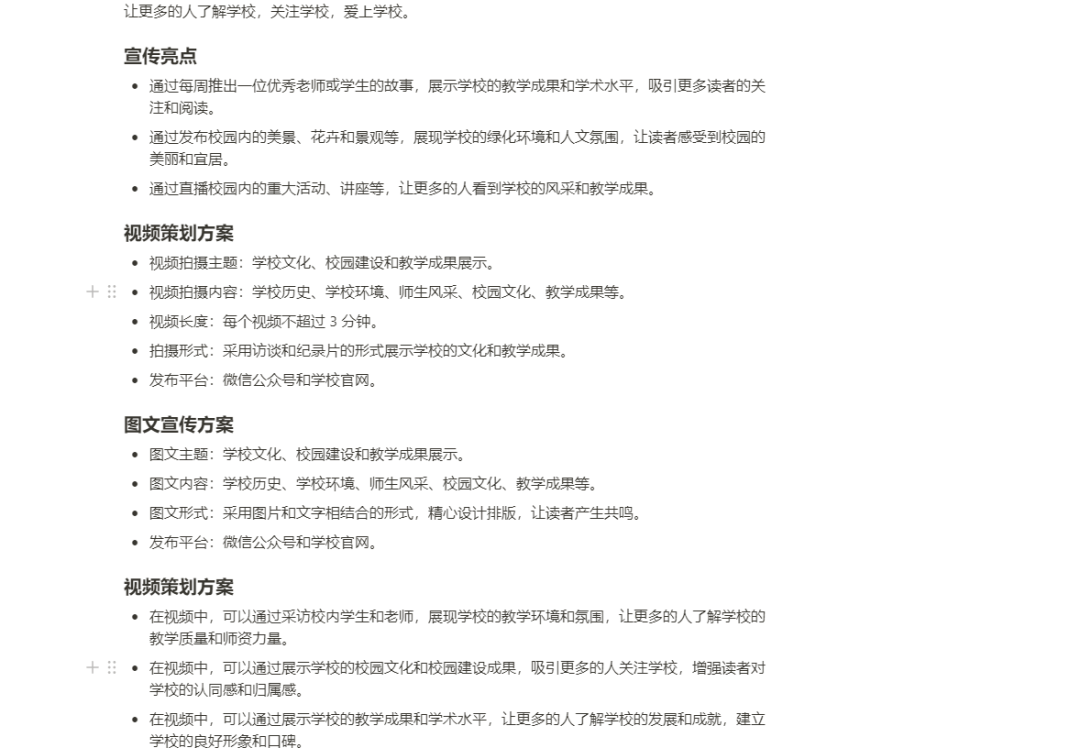 让更多的人了解学校，关注学校，爱上学校。
宣传亮点
• 通过每周推出一位优秀老师或学生的故事，展示学校的教学成果和学术水平，吸引更多读者的关
注和阅读。
• 通过发布校园内的美景、花卉和景观等，展现学校的绿化环境和人文氛围，让读者感受到校园的
美丽和宜居。
• 通过直播校园内的重大活动、讲座等，让更多的人看到学校的风采和教学成果。
视频策划方案
• 视频拍摄主题：学校文化、校园建设和教学成果展示。
• 视频拍摄内容：学校历史、学校环境、师生风采、校园文化、教学成果等。
• 视频长度：每个视频不超过 3 分钟。
• 拍摄形式：采用访谈和纪录片的形式展示学校的文化和教学成果。
• 发布平台：微信公众号和学校官网。
图文宣传方案
• 图文主题：学校文化、校园建设和教学成果展示。
• 图文内容：学校历史、学校环境、师生风采、校园文化、教学成果等。
• 图文形式：采用图片和文字相结合的形式，精心设计排版，让读者产生共鸣。
• 发布平台：微信公众号和学校官网。
视频策划方案
• 在视频中，可以通过采访校内学生和老师，展现学校的教学环境和氛围，让更多的人了解学校的
教学质量和师资力量。
• 在视频中，可以通过展示学校的校园文化和校园建设成果，吸引更多的人关注学校，增强读者对
学校的认同感和归属感。
• 在视频中，可以通过展示学校的教学成果和学术水平，让更多的人了解学校的发展和成就，建立
学校的良好形象和口碑。